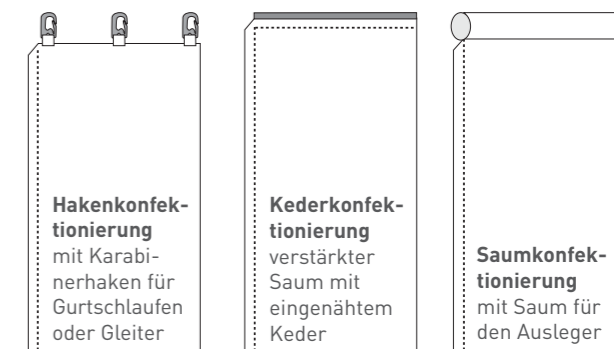 Hakenkonfek-
tionierung
mit Karabi-
nerhaken für
Gurtschlaufen
oder Gleiter
Kederkonfek-
tionierung
verstärkter
Saum mit
eingenähtem
Keder
Saumkonfek-
tionierung
mit Saum für
den Ausleger